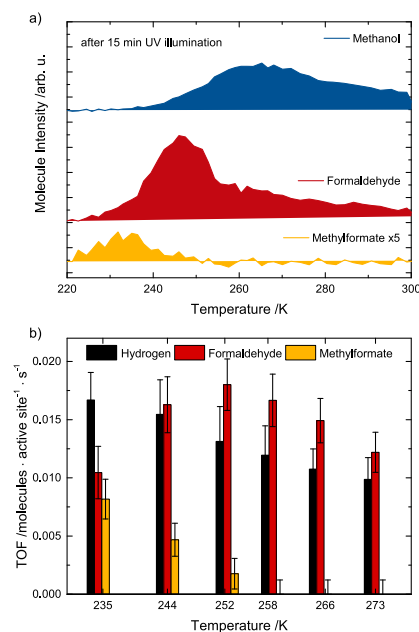 a)
after 15 min UV illumination
Methanol
Formaldehyde
Methylformate x5
Molecule Intensity /arb. u.
220 240 260 280 300
Temperature /K
b)
Hydrogen Formaldehyde Methylformate
TOF /molecules · active site⁻¹ · s⁻¹
0.020
0.015
0.010
0.005
0.000
235 244 252 258 266 273
Temperature /K